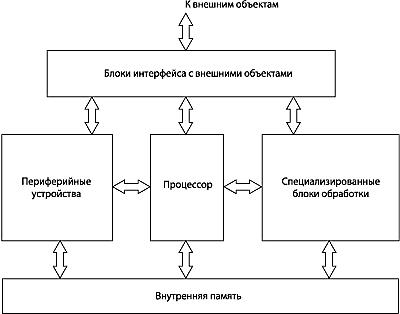 К внешним объектам
Блоки интерфейса с внешними объектами
Периферийные
устройства
Процессор
Специализированные
блоки обработки
Внутренняя память